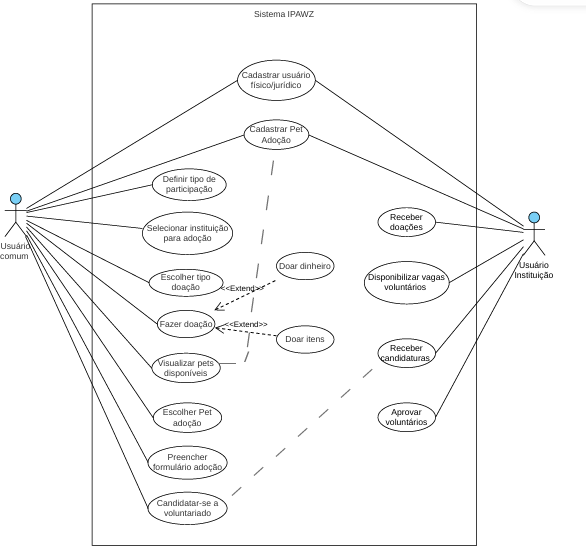 Sistema IPAWZ
Cadastrar usuário
físico/jurídico
Cadastrar Pet
Adoção
Definir tipo de
participação
Selecionar instituição
para adoção
Escolher tipo
doação
Fazer doação
Visualizar pets
disponíveis
Escolher Pet
adoção
Preencher
formulário adoção
Candidatar-se a
voluntariado
Usuário
comum
<<Extend>>
<<Extend>>
Doar dinheiro
Doar itens
Receber
doações
Disponibilizar vagas
voluntários
Receber
candidaturas
Aprovar
voluntários
Usuário
Instituição